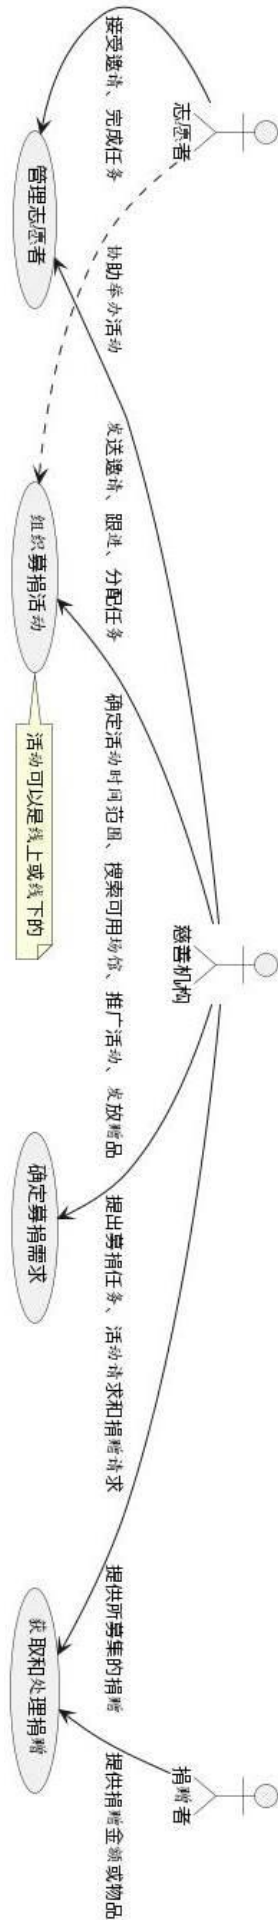 志愿者
慈善机构
捐赠者
接受邀请、完成任务
协助举办活动
发送邀请、跟进、分配任务
确定活动时间范围、搜索可用场馆、推广活动、发放赠品
提出募捐任务、活动请求和捐赠请求
提供所募集的捐赠
提供捐赠金额或物品
管理志愿者
组织募捐活动
活动可以是线上或线下的
确定募捐需求
获取和处理捐赠